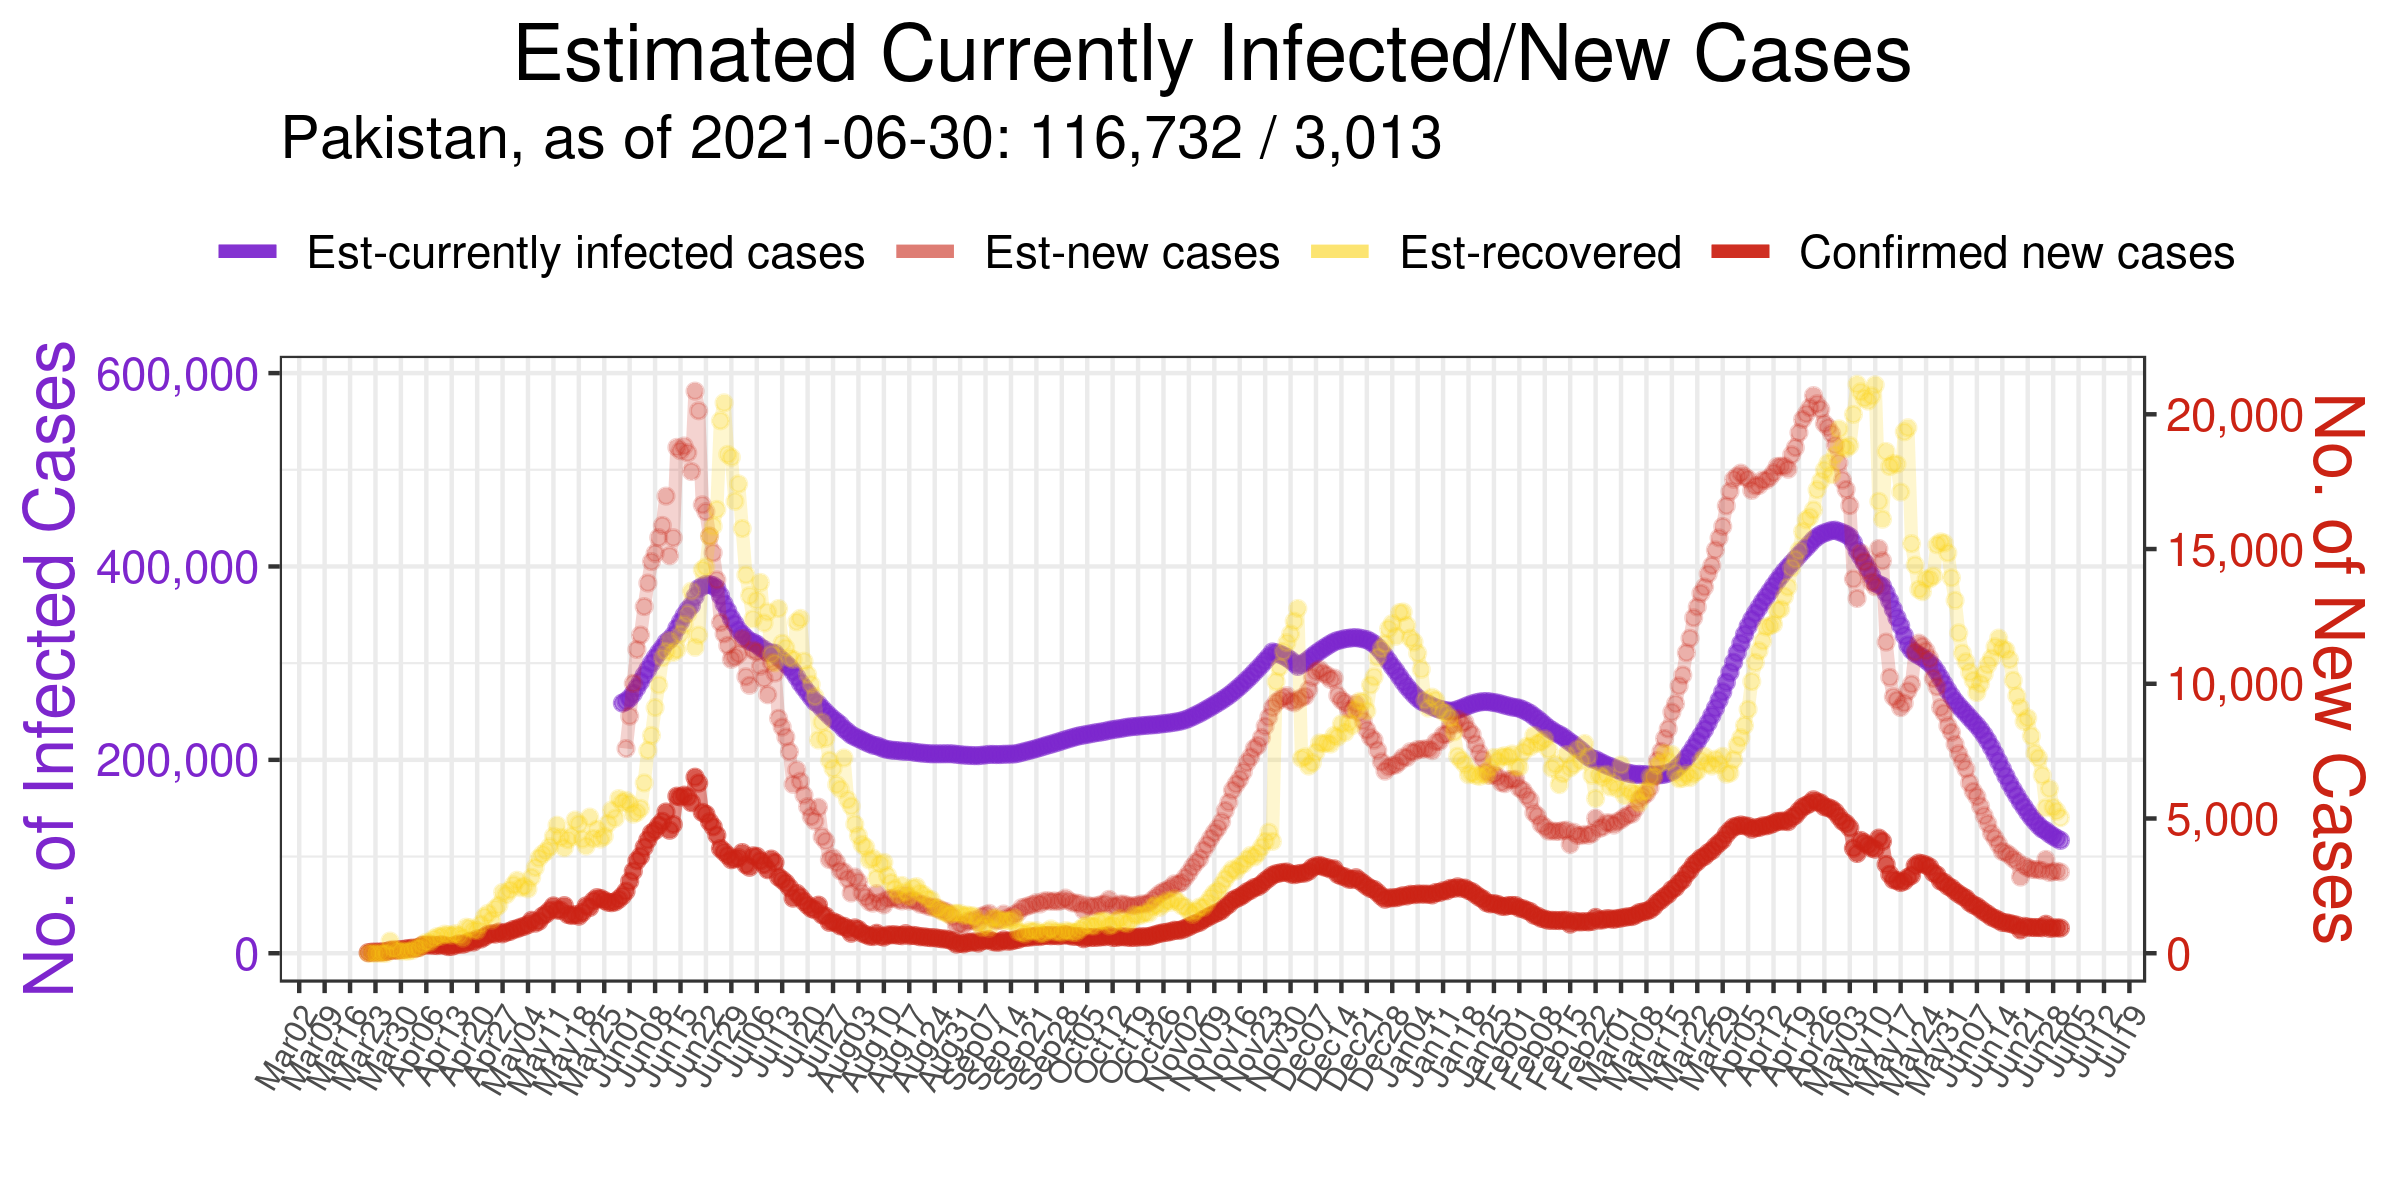 Estimated Currently Infected/New Cases
Pakistan, as of 2021-06-30: 116,732 / 3,013
Est-currently infected cases Est-new cases Est-recovered Confirmed new cases
No. of Infected Cases
600,000
400,000
200,000
0
20,000
15,000
10,000
5,000
0
No. of New Cases
Mar02 Mar09 Mar16 Mar23 Mar30 Apr06 Apr13 Apr20 Apr27 May04 May11 May18 May25 Jun01 Jun08 Jun15 Jun22 Jun29 Jul06 Jul13 Jul20 Jul27 Aug03 Aug10 Aug17 Aug24 Aug31 Sep07 Sep14 Sep21 Sep28 Oct05 Oct12 Oct19 Oct26 Nov02 Nov09 Nov16 Nov23 Nov30 Dec07 Dec14 Dec21 Dec28 Jan04 Jan11 Jan18 Jan25 Feb01 Feb08 Feb15 Feb22 Mar01 Mar08 Mar15 Mar22 Mar29 Apr05 Apr12 Apr19 Apr26 May03 May10 May17 May24 May31 Jun07 Jun14 Jun21 Jun28 Jul05 Jul12 Jul19